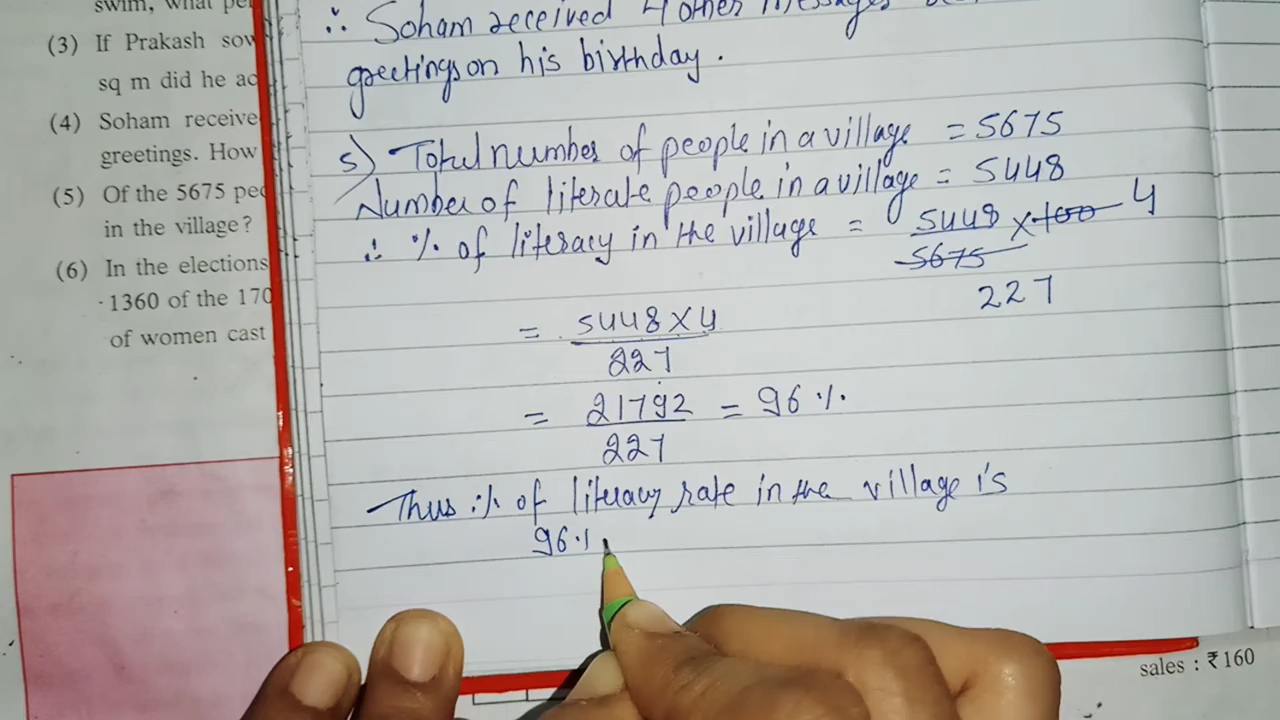 swim, what per
(3) If Prakash sow
sq m did he ac
(4) Soham receive
greetings. How
(5) Of the 5675 peo
in the village?
(6) In the elections
1360 of the 170
of women cast
∴ Soham received 4 other messages
greetings on his birthday.
5) Total number of people in a village = 5675
Number of literate people in a village = 5448
∴ % of literacy in the village = 5448 × 100 4
5675
227
= 5448 × 4
227
= 21792 = 96 %
227
Thus % of literacy rate in the village is
96 %
sales : ₹ 160